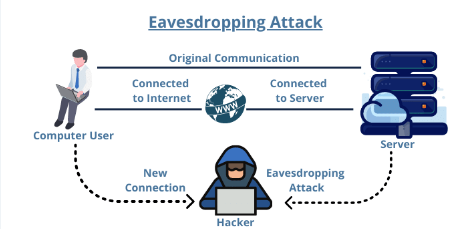 Eavesdropping Attack
Original Communication
Connected
to Internet
WWW
Connected
to Server
Computer User
Server
New
Connection
Eavesdropping
Attack
Hacker